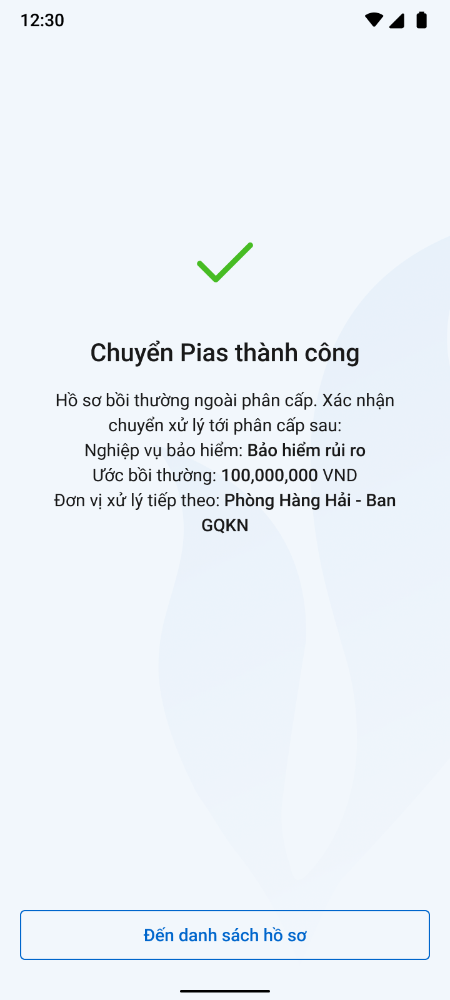 12:30
Chuyển Pias thành công
Hồ sơ bồi thường ngoài phân cấp. Xác nhận
chuyển xử lý tới phân cấp sau:
Nghiệp vụ bảo hiểm: Bảo hiểm rủi ro
Ước bồi thường: 100,000,000 VND
Đơn vị xử lý tiếp theo: Phòng Hàng Hải - Ban
GQKN
Đến danh sách hồ sơ